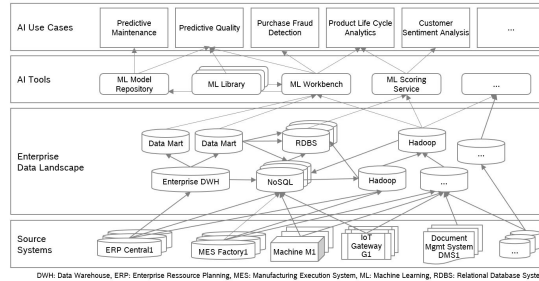 AI Use Cases
Predictive
Maintenance
Predictive Quality
Purchase Fraud
Detection
Product Life Cycle
Analytics
Customer
Sentiment Analysis
...
AI Tools
ML Model
Repository
ML Library
ML Workbench
ML Scoring
Service
...
Enterprise
Data Landscape
Data Mart
Data Mart
RDBS
Hadoop
...
Enterprise DWH
NoSQL
Hadoop
...
Source
Systems
ERP Central1
MES Factory1
Machine M1
IoT
Gateway
G1
Document
Mgmt System
DMS1
...
DWH: Data Warehouse, ERP: Enterprise Ressource Planning, MES: Manufacturing Execution System, ML: Machine Learning, RDBS: Relational Database Syste